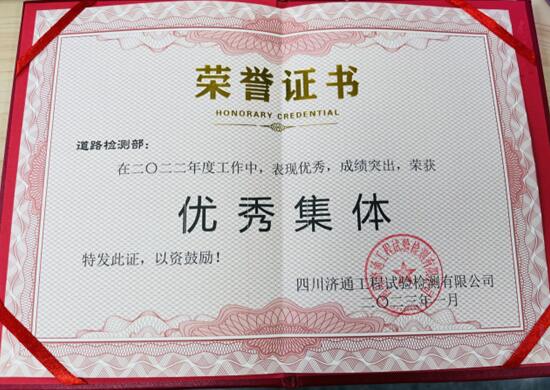 荣誉证书
HONORARY CREDENTIAL
道路检测部：
在二〇二二年度工作中，表现优秀，成绩突出，荣获
优秀集体
特发此证，以资鼓励！
四川济通工程试验检测有限公司
二〇二三年一月